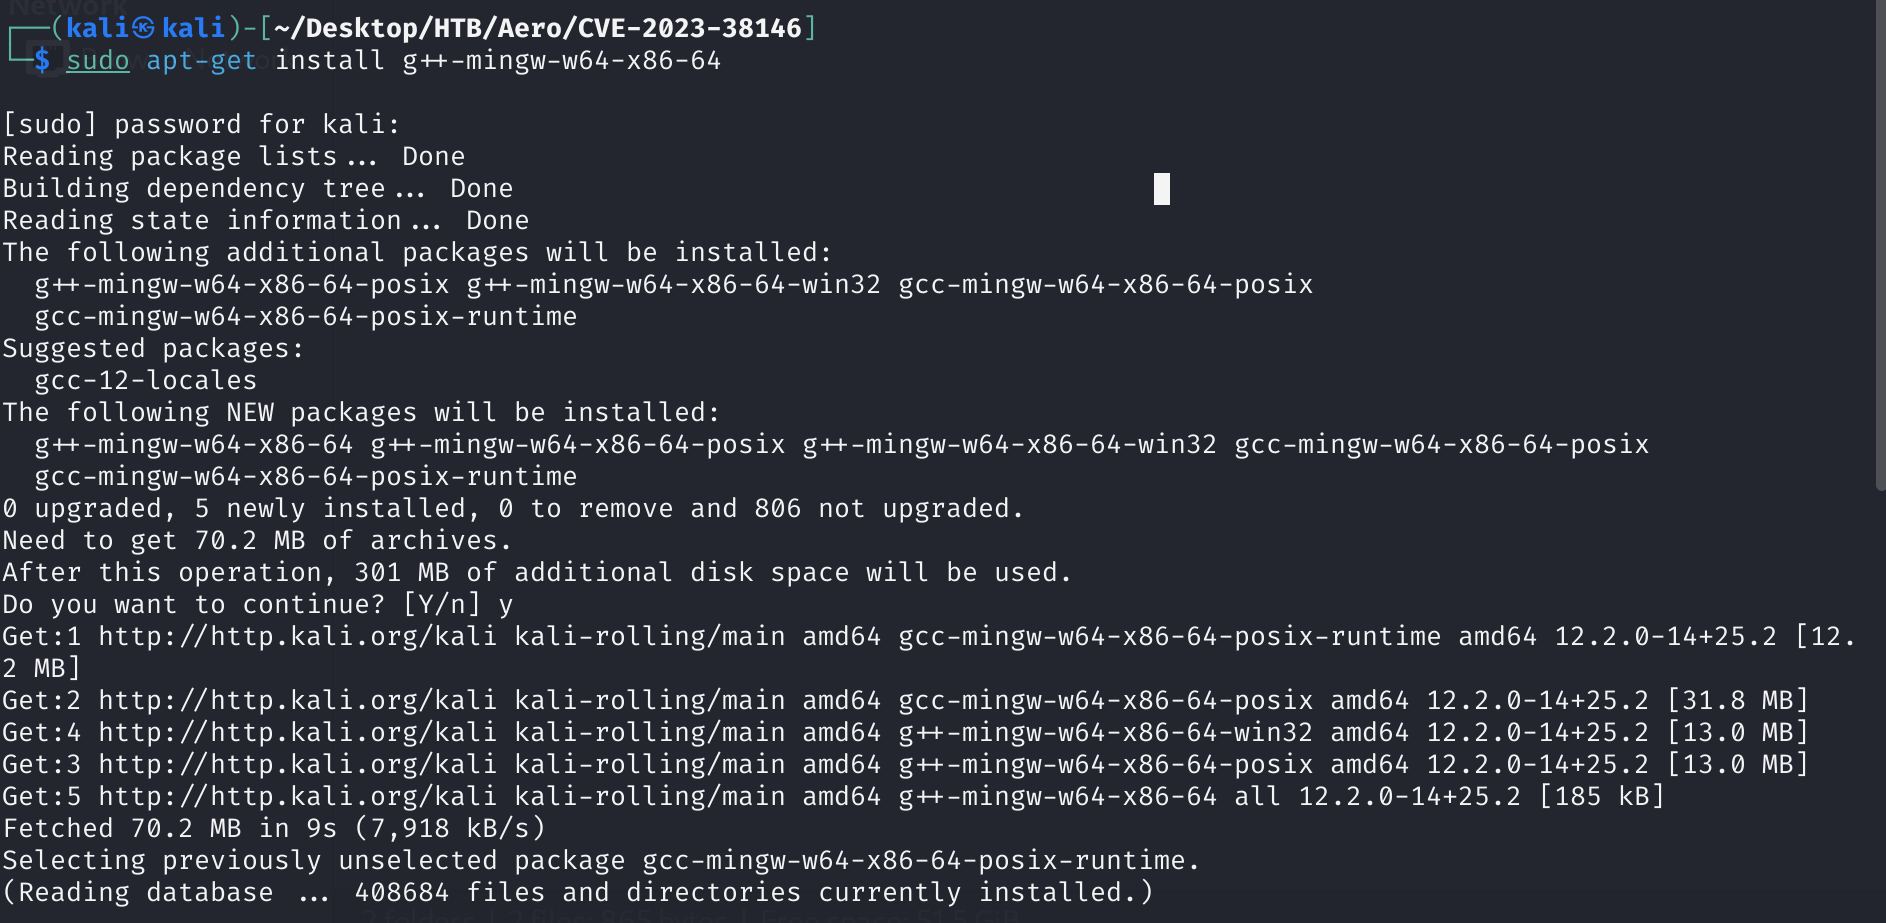 Network
┌──(kali㉿kali)-[~/Desktop/HTB/Aero/CVE-2023-38146]
└─$ sudo apt-get install g++-mingw-w64-x86-64
[sudo] password for kali:
Reading package lists... Done
Building dependency tree... Done
Reading state information... Done
The following additional packages will be installed:
  g++-mingw-w64-x86-64-posix g++-mingw-w64-x86-64-win32 gcc-mingw-w64-x86-64-posix
  gcc-mingw-w64-x86-64-posix-runtime
Suggested packages:
  gcc-12-locales
The following NEW packages will be installed:
  g++-mingw-w64-x86-64 g++-mingw-w64-x86-64-posix g++-mingw-w64-x86-64-win32 gcc-mingw-w64-x86-64-posix
  gcc-mingw-w64-x86-64-posix-runtime
0 upgraded, 5 newly installed, 0 to remove and 806 not upgraded.
Need to get 70.2 MB of archives.
After this operation, 301 MB of additional disk space will be used.
Do you want to continue? [Y/n] y
Get:1 http://http.kali.org/kali kali-rolling/main amd64 gcc-mingw-w64-x86-64-posix-runtime amd64 12.2.0-14+25.2 [12.
2 MB]
Get:2 http://http.kali.org/kali kali-rolling/main amd64 gcc-mingw-w64-x86-64-posix amd64 12.2.0-14+25.2 [31.8 MB]
Get:4 http://http.kali.org/kali kali-rolling/main amd64 g++-mingw-w64-x86-64-win32 amd64 12.2.0-14+25.2 [13.0 MB]
Get:3 http://http.kali.org/kali kali-rolling/main amd64 g++-mingw-w64-x86-64-posix amd64 12.2.0-14+25.2 [13.0 MB]
Get:5 http://http.kali.org/kali kali-rolling/main amd64 g++-mingw-w64-x86-64 all 12.2.0-14+25.2 [185 kB]
Fetched 70.2 MB in 9s (7,918 kB/s)
Selecting previously unselected package gcc-mingw-w64-x86-64-posix-runtime.
(Reading database ... 408684 files and directories currently installed.)
2 folders | 2 files: 865 bytes | Free space: 51.5 GiB